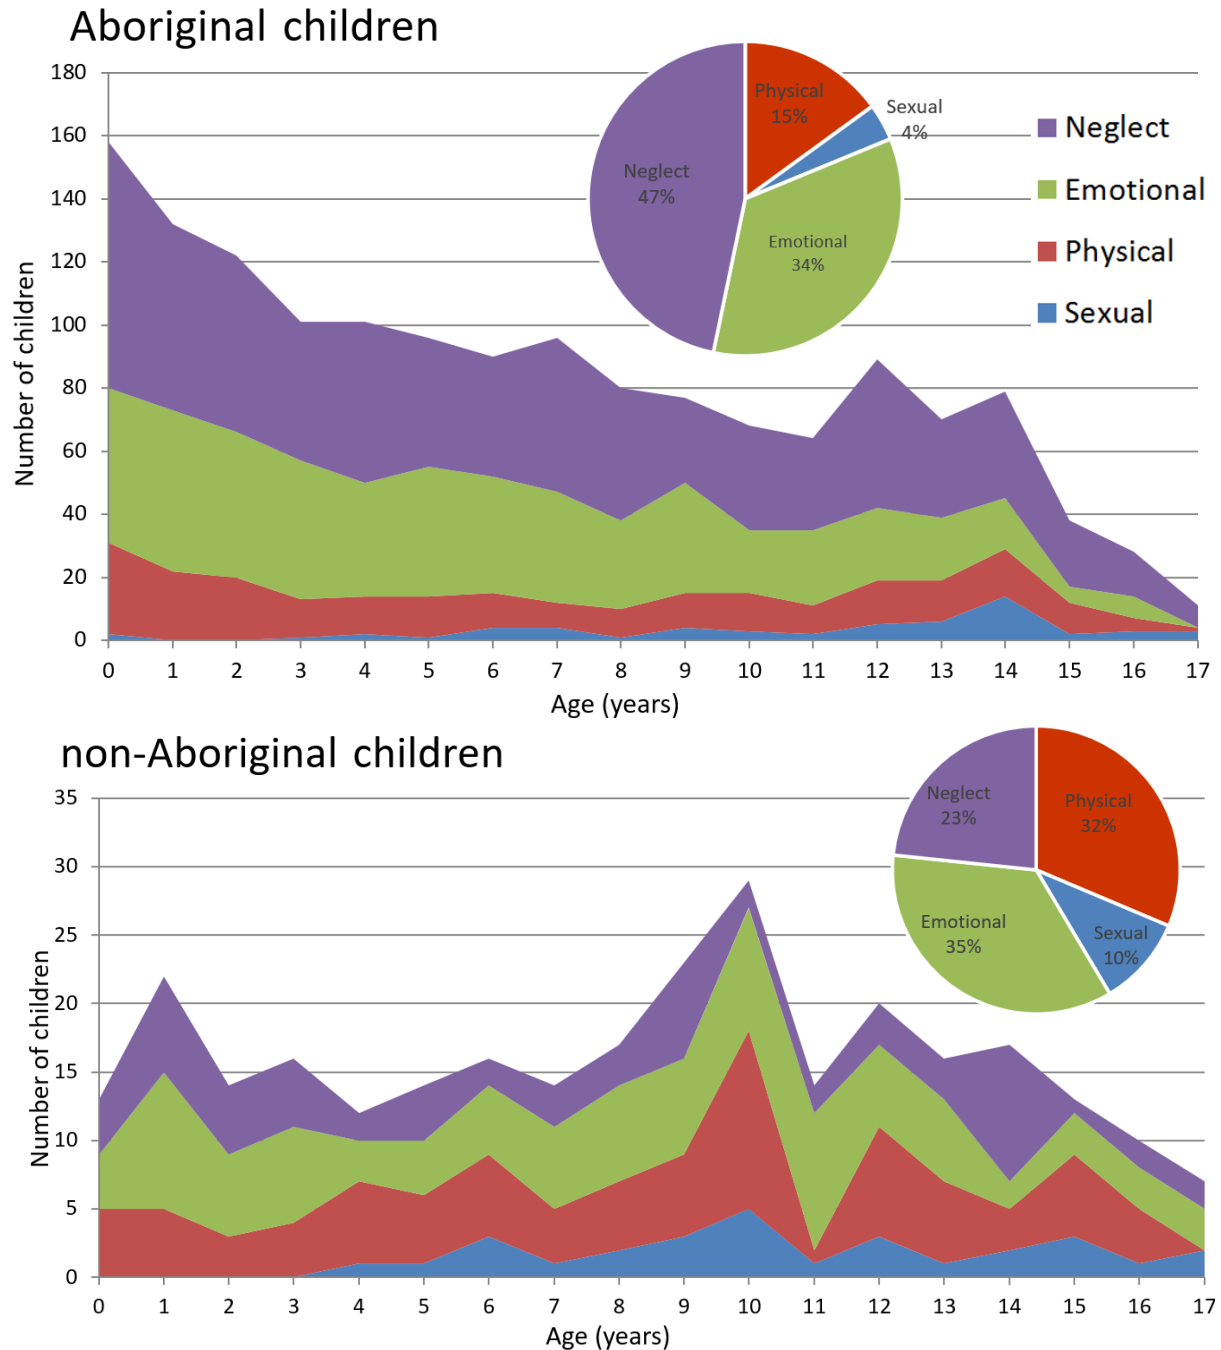 Aboriginal children
180
160
140
120
100
80
60
40
20
0
Number of children
0 1 2 3 4 5 6 7 8 9 10 11 12 13 14 15 16 17
Age (years)
Physical
15%
Sexual
4%
Neglect
47%
Emotional
34%
Neglect
Emotional
Physical
Sexual
non-Aboriginal children
35
30
25
20
15
10
5
0
Number of children
0 1 2 3 4 5 6 7 8 9 10 11 12 13 14 15 16 17
Age (years)
Neglect
23%
Physical
32%
Emotional
35%
Sexual
10%